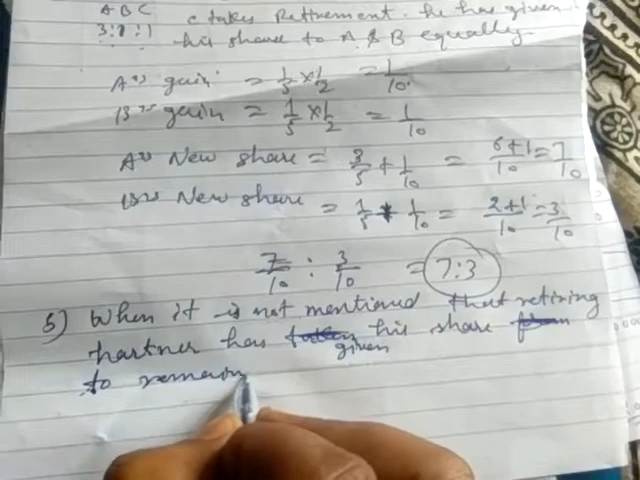 A B C C takes Retirement. he has given
3:1:1 his share to A & B equally.
A's gain = 1/5 × 1/2 = 1/10
B's gain = 1/5 × 1/2 = 1/10
A's New share = 3/5 + 1/10 = 6+1/10 = 7/10
B's New share
= 1/5 + 1/10 = 2+1/10 = 3/10
7/10 : 3/10 = 7:3
5) When it is not mentioned that retiring
partner has given his share
to remain